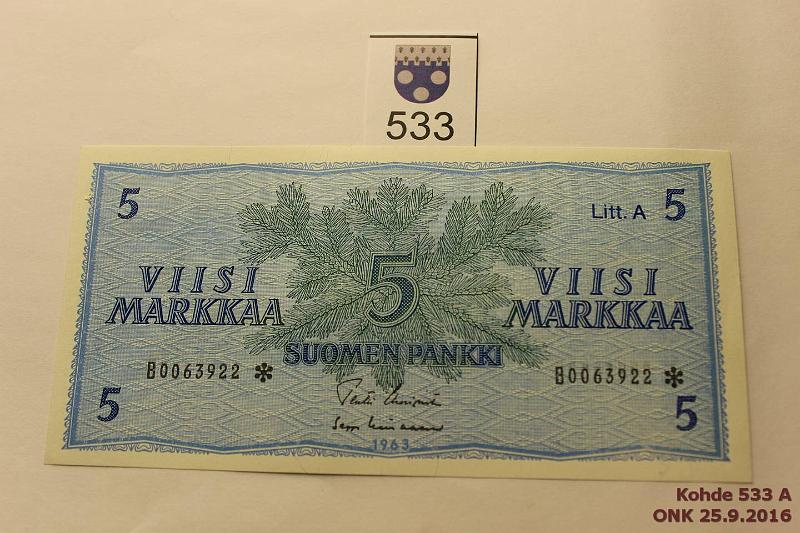 533
5
Litt. A 5
5
VIISI MARKKAA
VIISI MARKKAA
SUOMEN PANKKI
B0063922 *
B0063922 *
5
5
1963
Kohde 533 A
ONK 25.9.2016